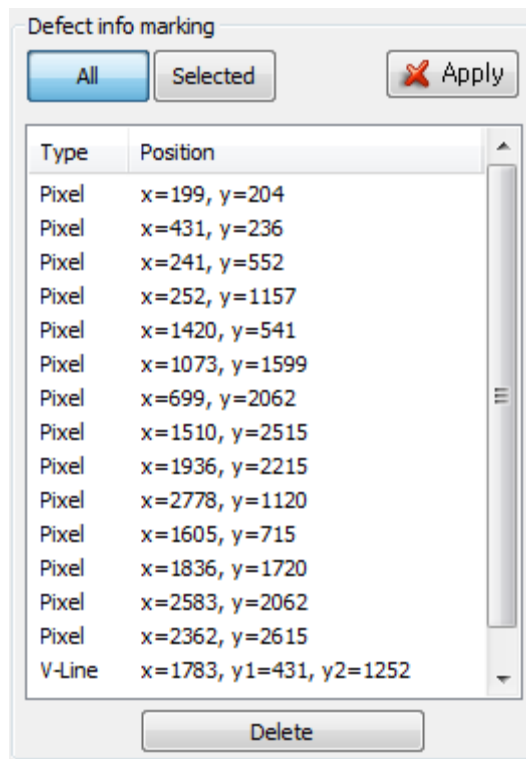 Defect info marking
All Selected Apply
Type Position
Pixel x=199, y=204
Pixel x=431, y=236
Pixel x=241, y=552
Pixel x=252, y=1157
Pixel x=1420, y=541
Pixel x=1073, y=1599
Pixel x=699, y=2062
Pixel x=1510, y=2515
Pixel x=1936, y=2215
Pixel x=2778, y=1120
Pixel x=1605, y=715
Pixel x=1836, y=1720
Pixel x=2583, y=2062
Pixel x=2362, y=2615
V-Line x=1783, y1=431, y2=1252
Delete